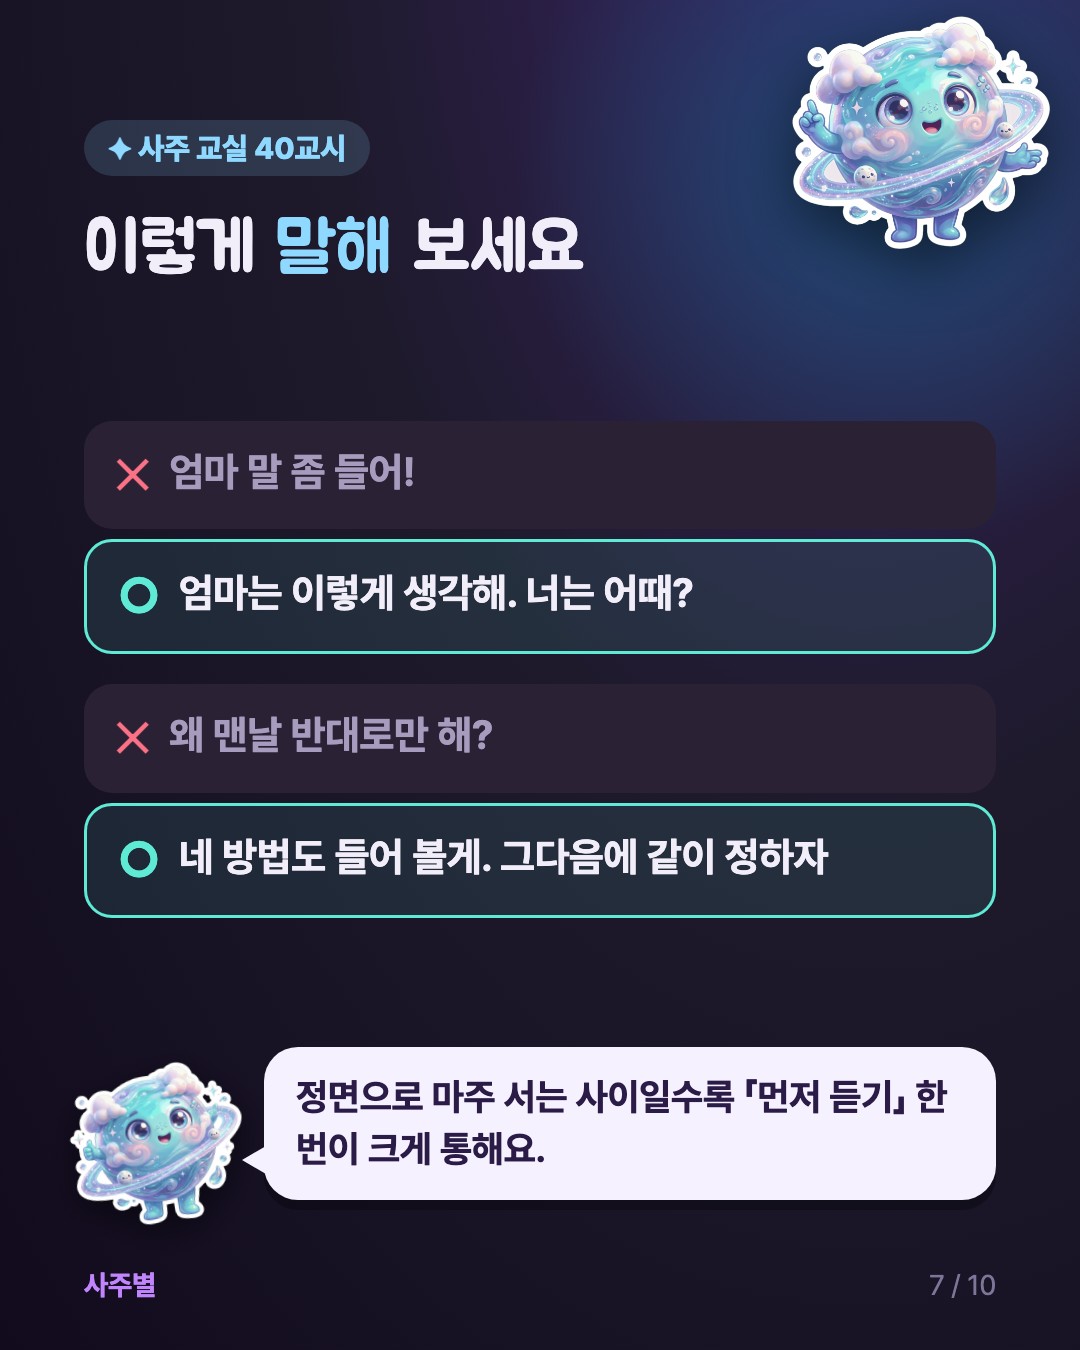 ✦ 사주 교실 40교시
이렇게 말해 보세요
엄마 말 좀 들어!
엄마는 이렇게 생각해. 너는 어때?
왜 맨날 반대로만 해?
네 방법도 들어 볼게. 그다음에 같이 정하자
정면으로 마주 서는 사이일수록 「먼저 듣기」 한
번이 크게 통해요.
사주별
7 / 10